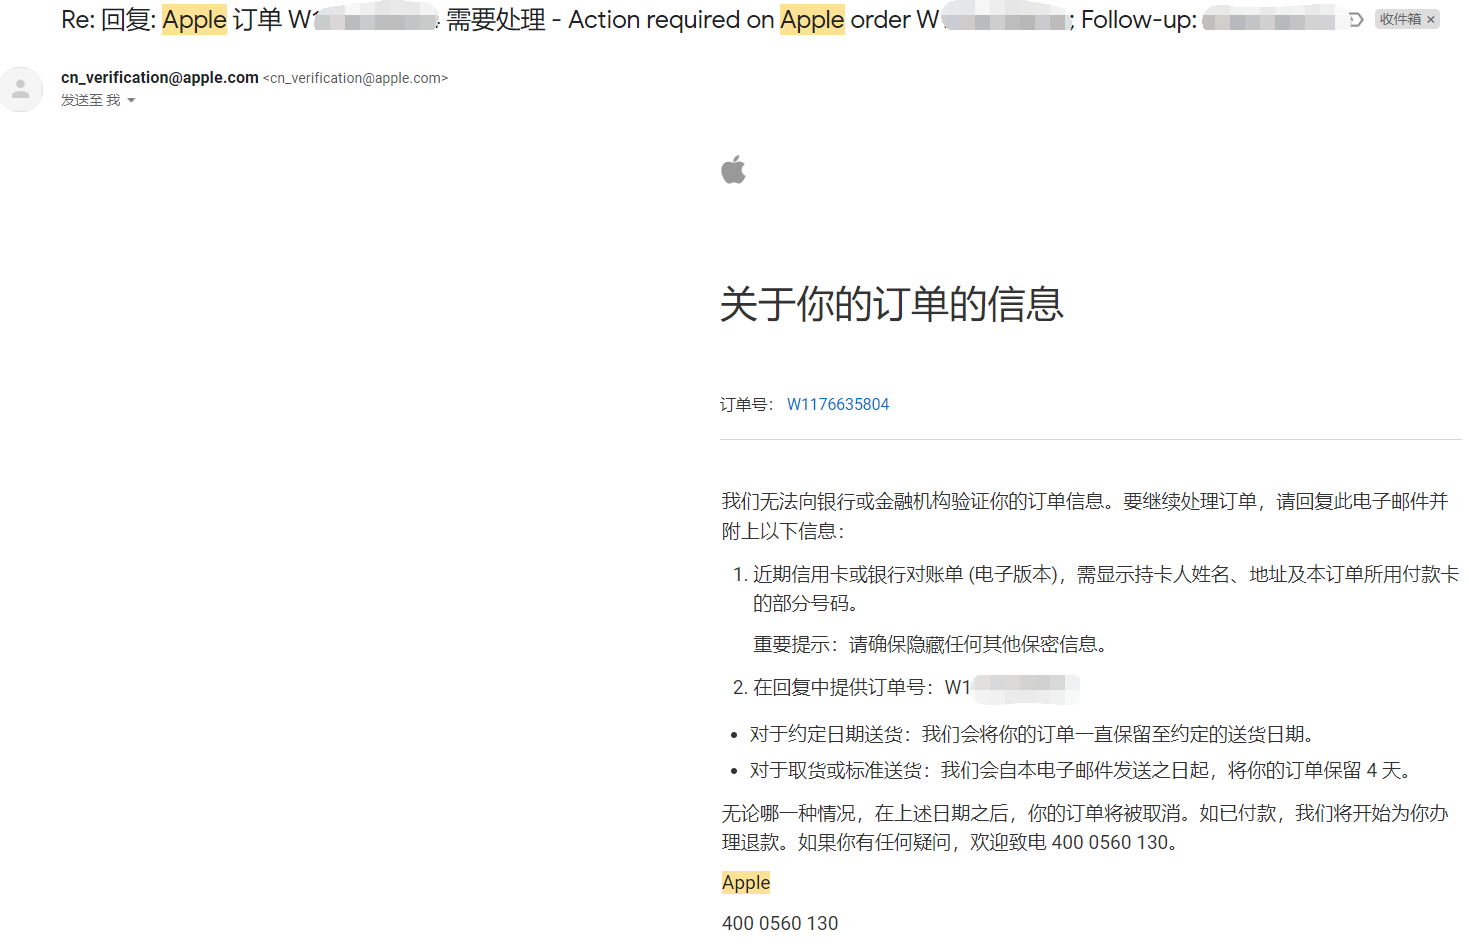 Re: 回复: Apple 订单 W 需要处理 - Action required on Apple order W ; Follow-up: 收件箱 ×
cn_verification@apple.com <cn_verification@apple.com>
发送至 我
关于你的订单的信息
订单号： W1176635804
我们无法向银行或金融机构验证你的订单信息。要继续处理订单，请回复此电子邮件并
附上以下信息：
1. 近期信用卡或银行对账单 (电子版本)，需显示持卡人姓名、地址及本订单所用付款卡
的部分号码。
重要提示：请确保隐藏任何其他保密信息。
2. 在回复中提供订单号：W1
• 对于约定日期送货：我们会将你的订单一直保留至约定的送货日期。
• 对于取货或标准送货：我们会自本电子邮件发送之日起，将你的订单保留 4 天。
无论哪一种情况，在上述日期之后，你的订单将被取消。如已付款，我们将开始为你办
理退款。如果你有任何疑问，欢迎致电 400 0560 130。
Apple
400 0560 130